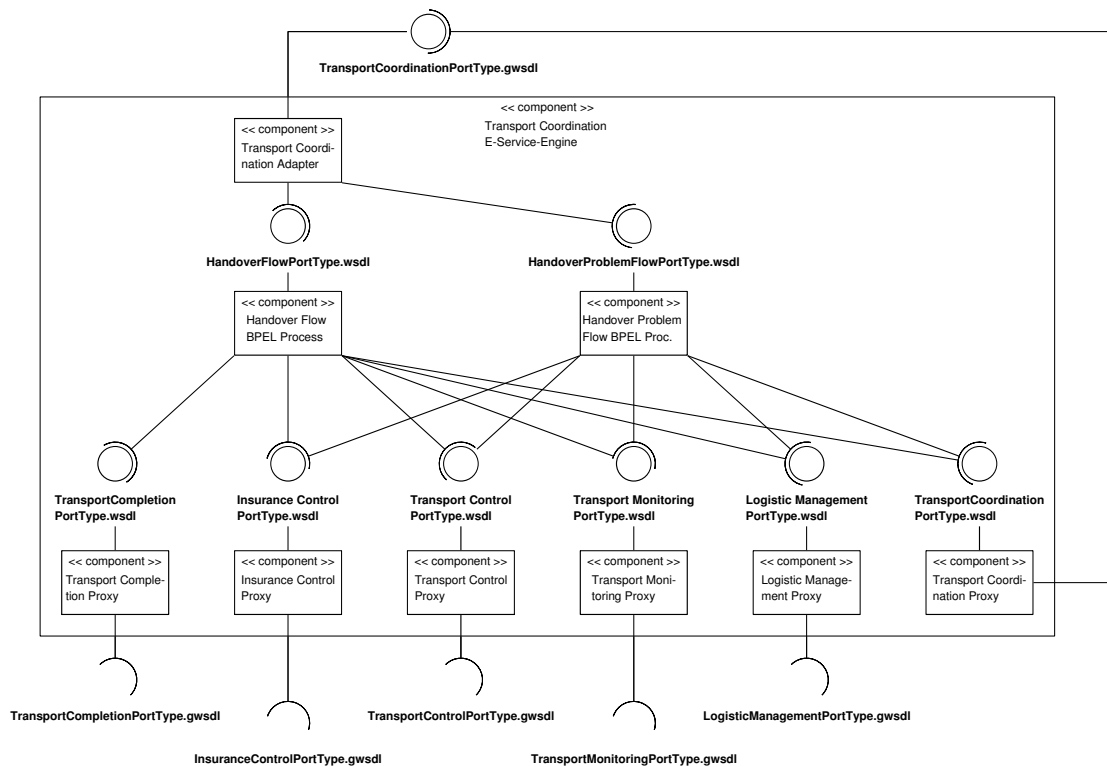 TransportCoordinationPortType.gwsdl
<< component >>
Transport Coordination
E-Service-Engine
<< component >>
Transport Coordi-
nation Adapter
HandoverFlowPortType.wsdl
HandoverProblemFlowPortType.wsdl
<< component >>
Handover Flow
BPEL Process
<< component >>
Handover Problem
Flow BPEL Proc.
TransportCompletion
PortType.wsdl
Insurance Control
PortType.wsdl
Transport Control
PortType.wsdl
Transport Monitoring
PortType.wsdl
Logistic Management
PortType.wsdl
TransportCoordination
PortType.wsdl
<< component >>
Transport Comple-
tion Proxy
<< component >>
Insurance Control
Proxy
<< component >>
Transport Control
Proxy
<< component >>
Transport Moni-
toring Proxy
<< component >>
Logistic Manage-
ment Proxy
<< component >>
Transport Coordi-
nation Proxy
TransportCompletionPortType.gwsdl
TransportControlPortType.gwsdl
LogisticManagementPortType.gwsdl
InsuranceControlPortType.gwsdl
TransportMonitoringPortType.gwsdl